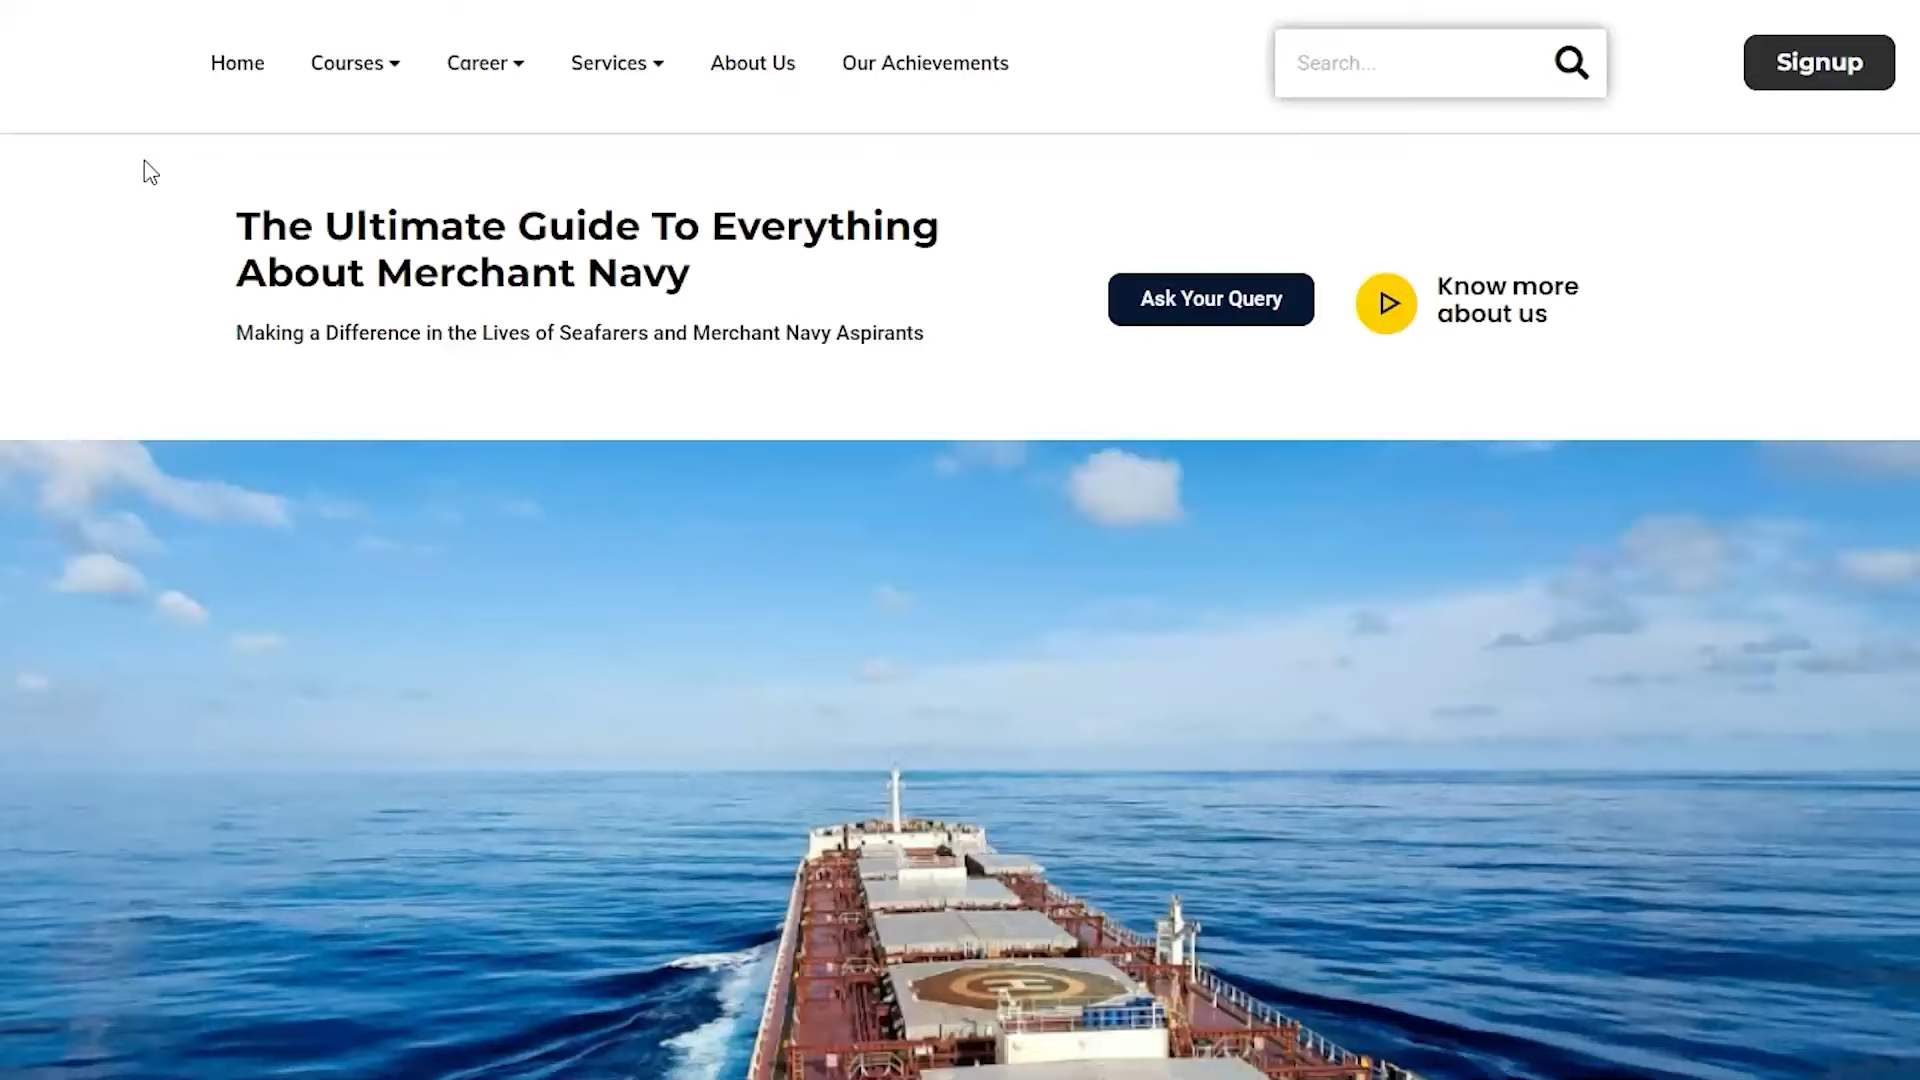 Home Courses Career Services About Us Our Achievements Search... Signup
The Ultimate Guide To Everything
About Merchant Navy
Making a Difference in the Lives of Seafarers and Merchant Navy Aspirants
Ask Your Query
Know more
about us
H